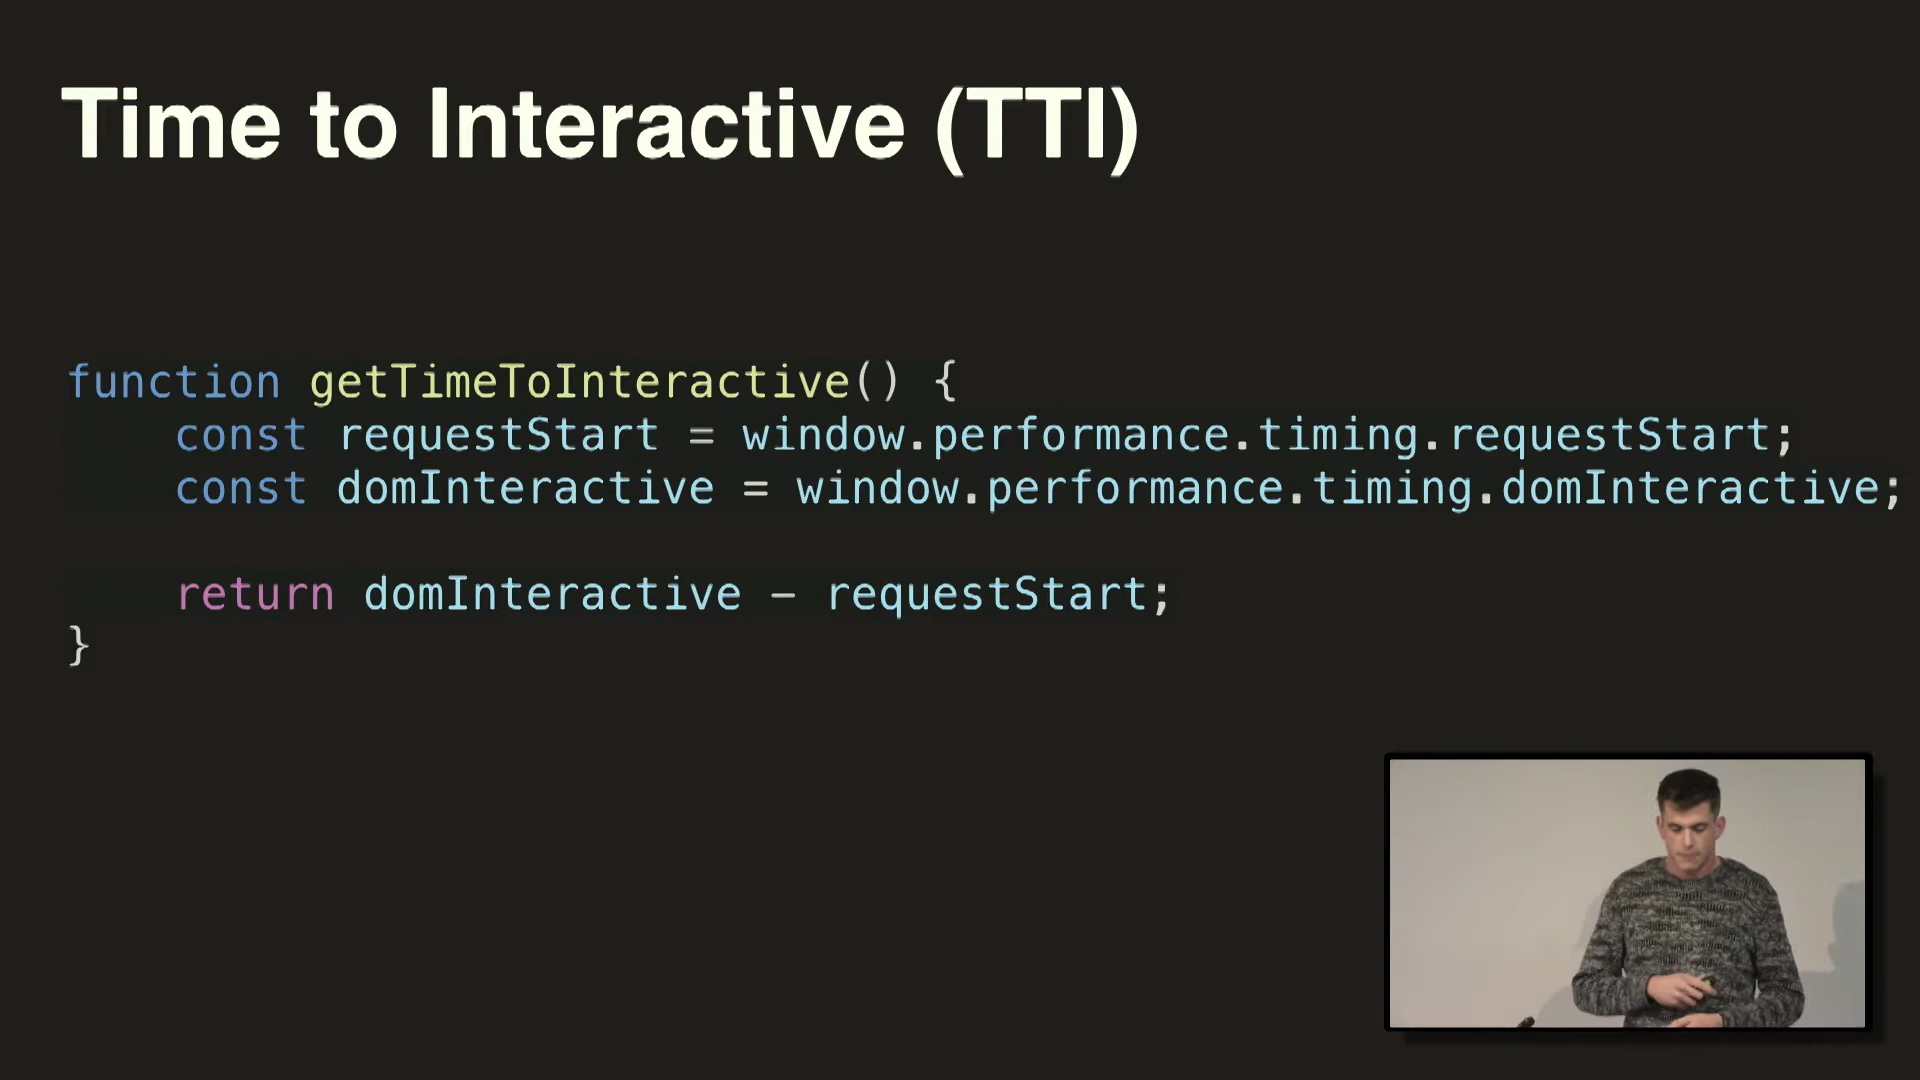 Time to Interactive (TTI)
function getTimeToInteractive() {
    const requestStart = window.performance.timing.requestStart;
    const domInteractive = window.performance.timing.domInteractive;
    return domInteractive - requestStart;
}